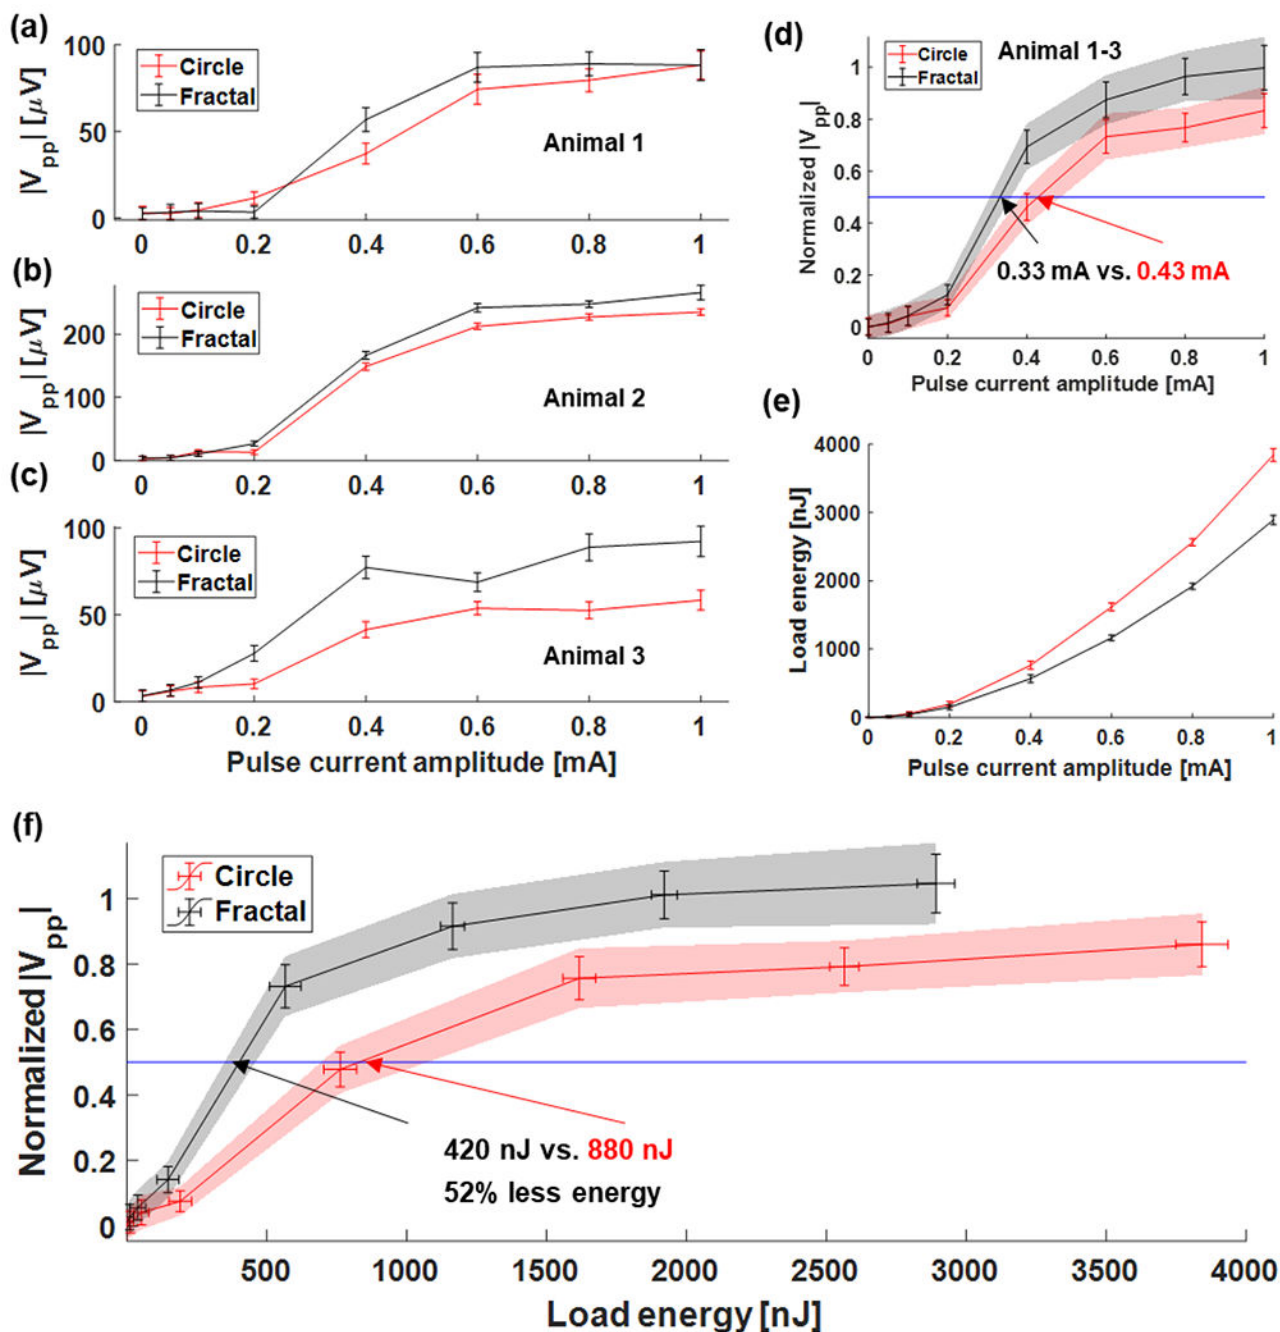 (a)
100
50
0
|Vpp| [μV]
Circle
Fractal
Animal 1
0 0.2 0.4 0.6 0.8 1
(b)
200
100
0
|Vpp| [μV]
Circle
Fractal
Animal 2
0 0.2 0.4 0.6 0.8 1
(c)
100
50
0
|Vpp| [μV]
Circle
Fractal
Animal 3
0 0.2 0.4 0.6 0.8 1
Pulse current amplitude [mA]
(d)
Circle
Fractal
Animal 1-3
1
0.8
0.6
0.4
0.2
0
Normalized |Vpp|
0.33 mA vs. 0.43 mA
0 0.2 0.4 0.6 0.8 1
Pulse current amplitude [mA]
(e)
4000
3000
2000
1000
0
Load energy [nJ]
0 0.2 0.4 0.6 0.8 1
Pulse current amplitude [mA]
(f)
Circle
Fractal
1
0.8
0.6
0.4
0.2
0
Normalized |Vpp|
420 nJ vs. 880 nJ
52% less energy
500 1000 1500 2000 2500 3000 3500 4000
Load energy [nJ]